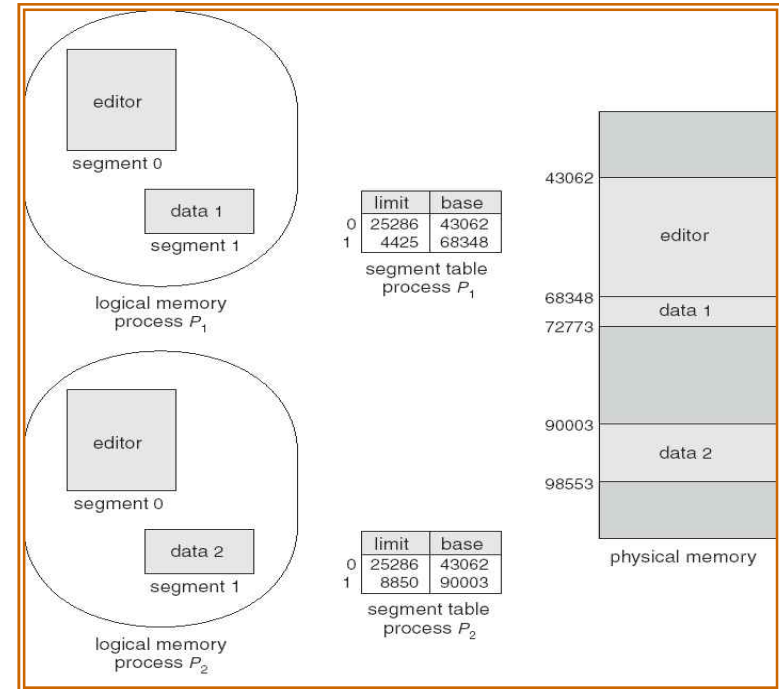 editor
segment 0
data 1
segment 1
logical memory
process P1
limit base
0 25286 43062
1 4425 68348
segment table
process P1
editor
segment 0
data 2
segment 1
logical memory
process P2
limit base
0 25286 43062
1 8850 90003
segment table
process P2
43062
editor
68348
data 1
72773
90003
data 2
98553
physical memory